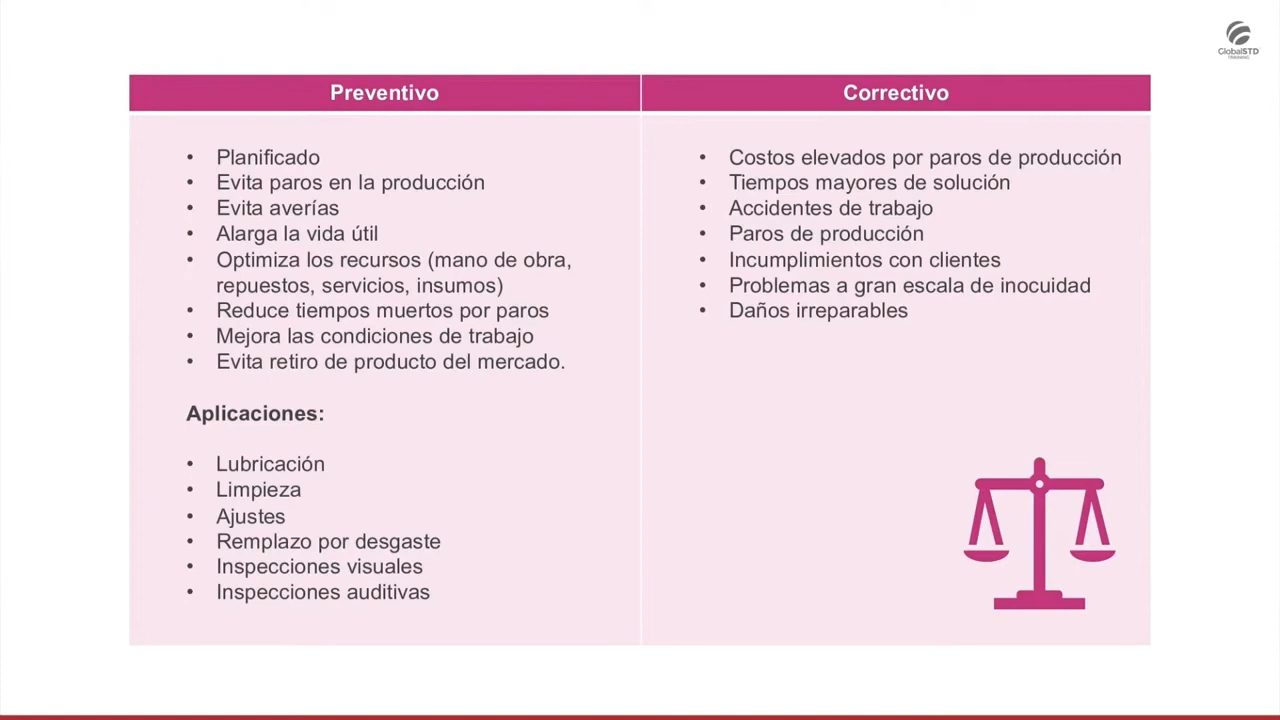 GlobalSTD
TRAINING
Preventivo
Correctivo
• Planificado
• Evita paros en la producción
• Evita averías
• Alarga la vida útil
• Optimiza los recursos (mano de obra,
repuestos, servicios, insumos)
• Reduce tiempos muertos por paros
• Mejora las condiciones de trabajo
• Evita retiro de producto del mercado.
Aplicaciones:
• Lubricación
• Limpieza
• Ajustes
• Remplazo por desgaste
• Inspecciones visuales
• Inspecciones auditivas
• Costos elevados por paros de producción
• Tiempos mayores de solución
• Accidentes de trabajo
• Paros de producción
• Incumplimientos con clientes
• Problemas a gran escala de inocuidad
• Daños irreparables